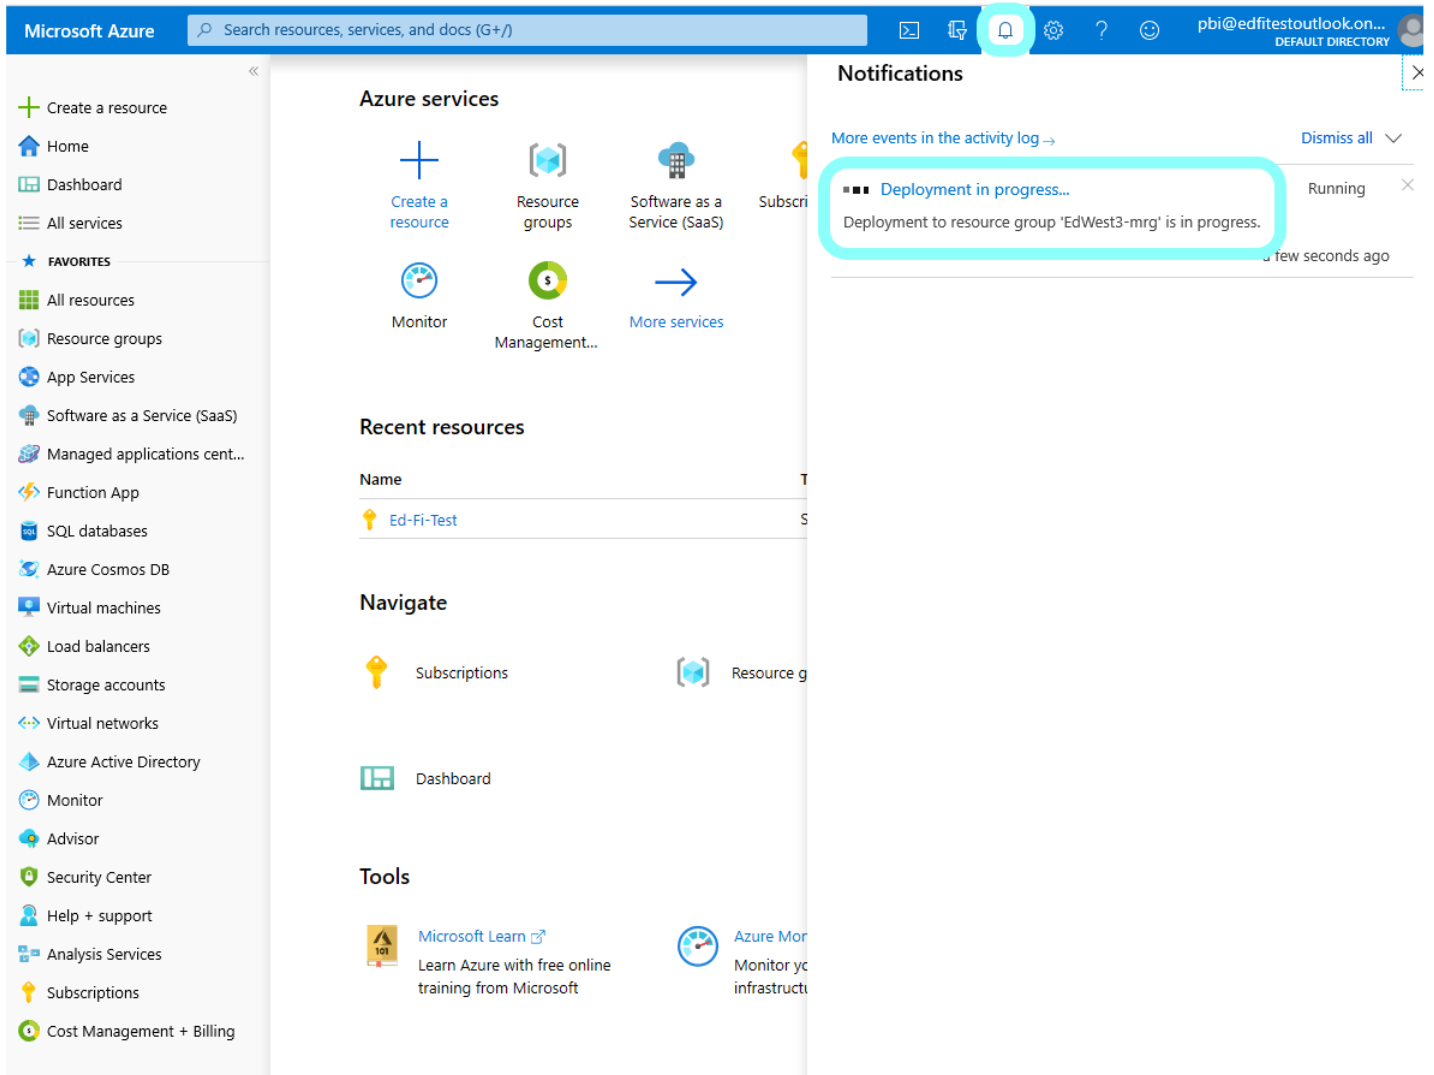 Microsoft Azure
Search resources, services, and docs (G+/)
pbi@edfitestoutlook.on...
DEFAULT DIRECTORY
Create a resource
Home
Dashboard
All services
FAVORITES
All resources
Resource groups
App Services
Software as a Service (SaaS)
Managed applications cent...
Function App
SQL databases
Azure Cosmos DB
Virtual machines
Load balancers
Storage accounts
Virtual networks
Azure Active Directory
Monitor
Advisor
Security Center
Help + support
Analysis Services
Subscriptions
Cost Management + Billing
Azure services
Create a
resource
Resource
groups
Software as a
Service (SaaS)
Subscri
Monitor
Cost
Management...
More services
Recent resources
Name
T
Ed-Fi-Test
S
Navigate
Subscriptions
Resource g
Dashboard
Tools
Microsoft Learn
Learn Azure with free online
training from Microsoft
Azure Mor
Monitor yo
infrastructu
Notifications
More events in the activity log →
Dismiss all
Deployment in progress...
Running
Deployment to resource group 'EdWest3-mrg' is in progress.
a few seconds ago